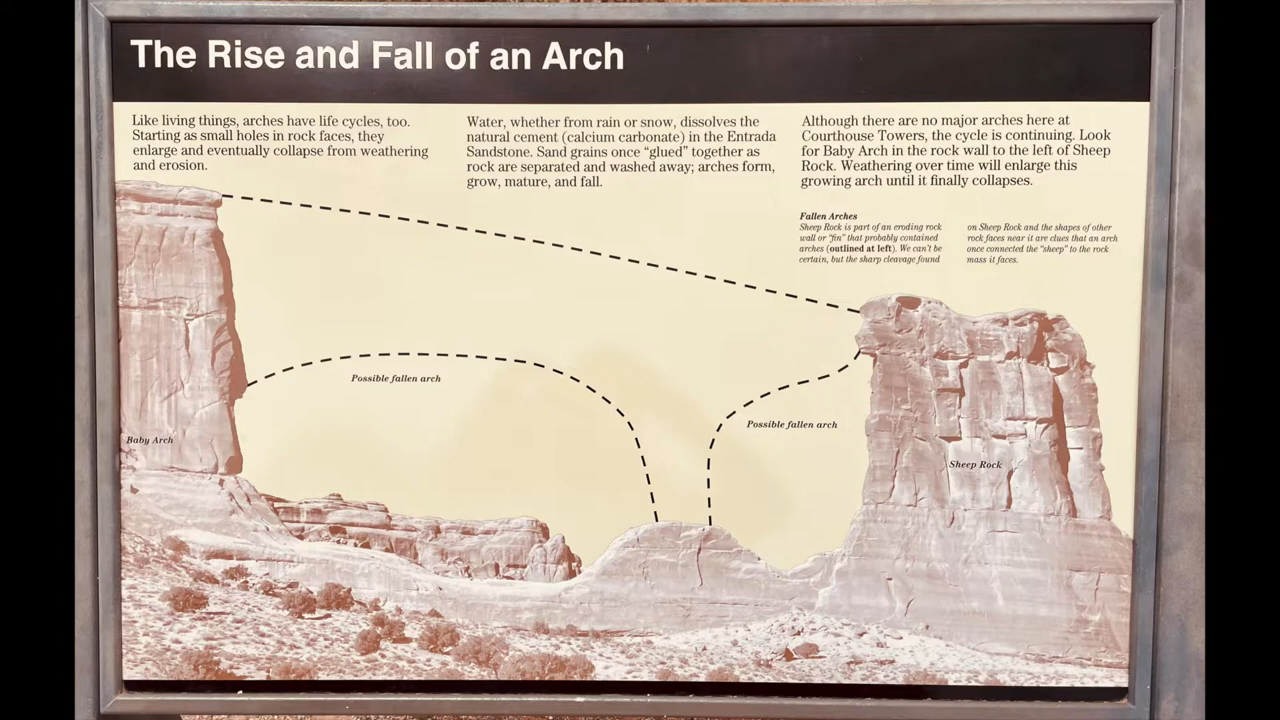 The Rise and Fall of an Arch
Like living things, arches have life cycles, too.
Starting as small holes in rock faces, they
enlarge and eventually collapse from weathering
and erosion.
Water, whether from rain or snow, dissolves the
natural cement (calcium carbonate) in the Entrada
Sandstone. Sand grains once “glued” together as
rock are separated and washed away; arches form,
grow, mature, and fall.
Although there are no major arches here at
Courthouse Towers, the cycle is continuing. Look
for Baby Arch in the rock wall to the left of Sheep
Rock. Weathering over time will enlarge this
growing arch until it finally collapses.
Fallen Arches
Sheep Rock is part of an eroding rock
wall or “fin” that probably contained
arches (outlined at left). We can't be
certain, but the sharp cleavage found
on Sheep Rock and the shapes of other
rock faces near it are clues that an arch
once connected the “sheep” to the rock
mass it faces.
Possible fallen arch
Possible fallen arch
Baby Arch
Sheep Rock